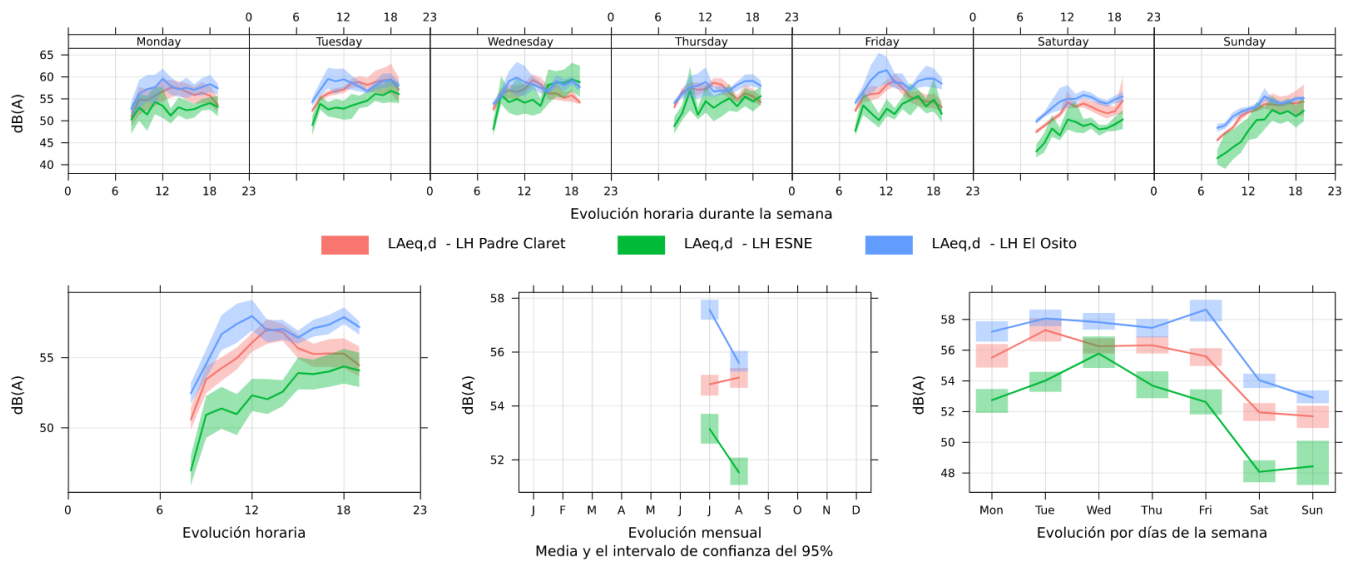 0 6 12 18 23 0 6 12 18 23 0 6 12 18 23
Monday Tuesday Wednesday Thursday Friday Saturday Sunday
65
60
55
50
45
40
dB(A)
0 6 12 18 23 0 6 12 18 23 0 6 12 18 23 0 6 12 18 23
Evolución horaria durante la semana
LAeq,d - LH Padre Claret LAeq,d - LH ESNE LAeq,d - LH El Osito
dB(A)
55
50
0 6 12 18 23
Evolución horaria
dB(A)
58
56
54
52
J F M A M J J A S O N D
Evolución mensual
Media y el intervalo de confianza del 95%
dB(A)
58
56
54
52
50
48
Mon Tue Wed Thu Fri Sat Sun
Evolución por días de la semana